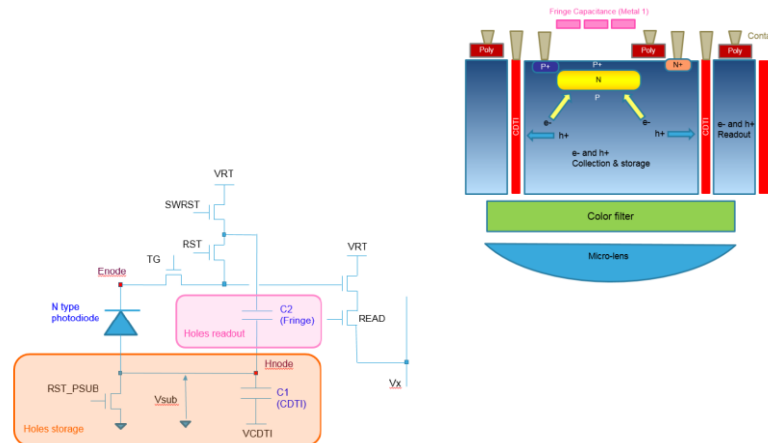 Fringe Capacitance (Metal 1)
Poly
Poly
Poly
P+
P+
N+
N
P
CDTI
CDTI
e-
e-
h+
h+
e- and h+
Collection & storage
e- and h+
Readout
Color filter
Micro-lens
VRT
SWRST
RST
TG
VRT
Enode
N type
photodiode
C2
(Fringe)
READ
Holes readout
Hnode
Vx
RST_PSUB
Vsub
C1
(CDTI)
VCDTI
Holes storage